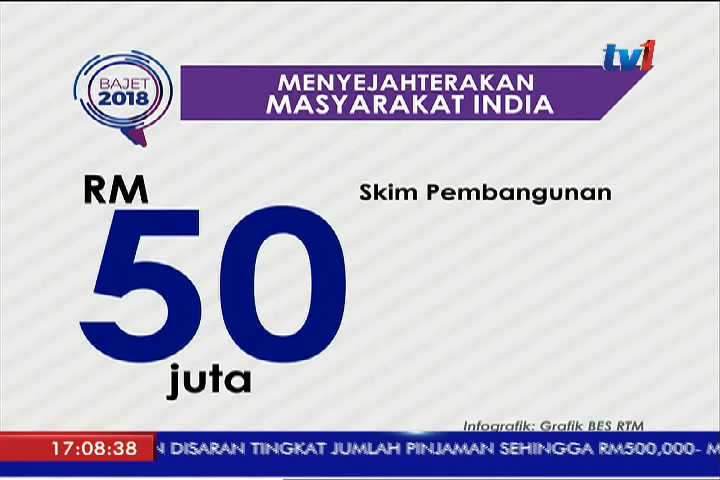 tv1
BAJET
2018
MENYEJAHTERAKAN
MASYARAKAT INDIA
RM
50
juta
Skim Pembangunan
Infografik: Grafik BES RTM
17:08:38
N DISARAN TINGKAT JUMLAH PINJAMAN SEHINGGA RM500,000- M